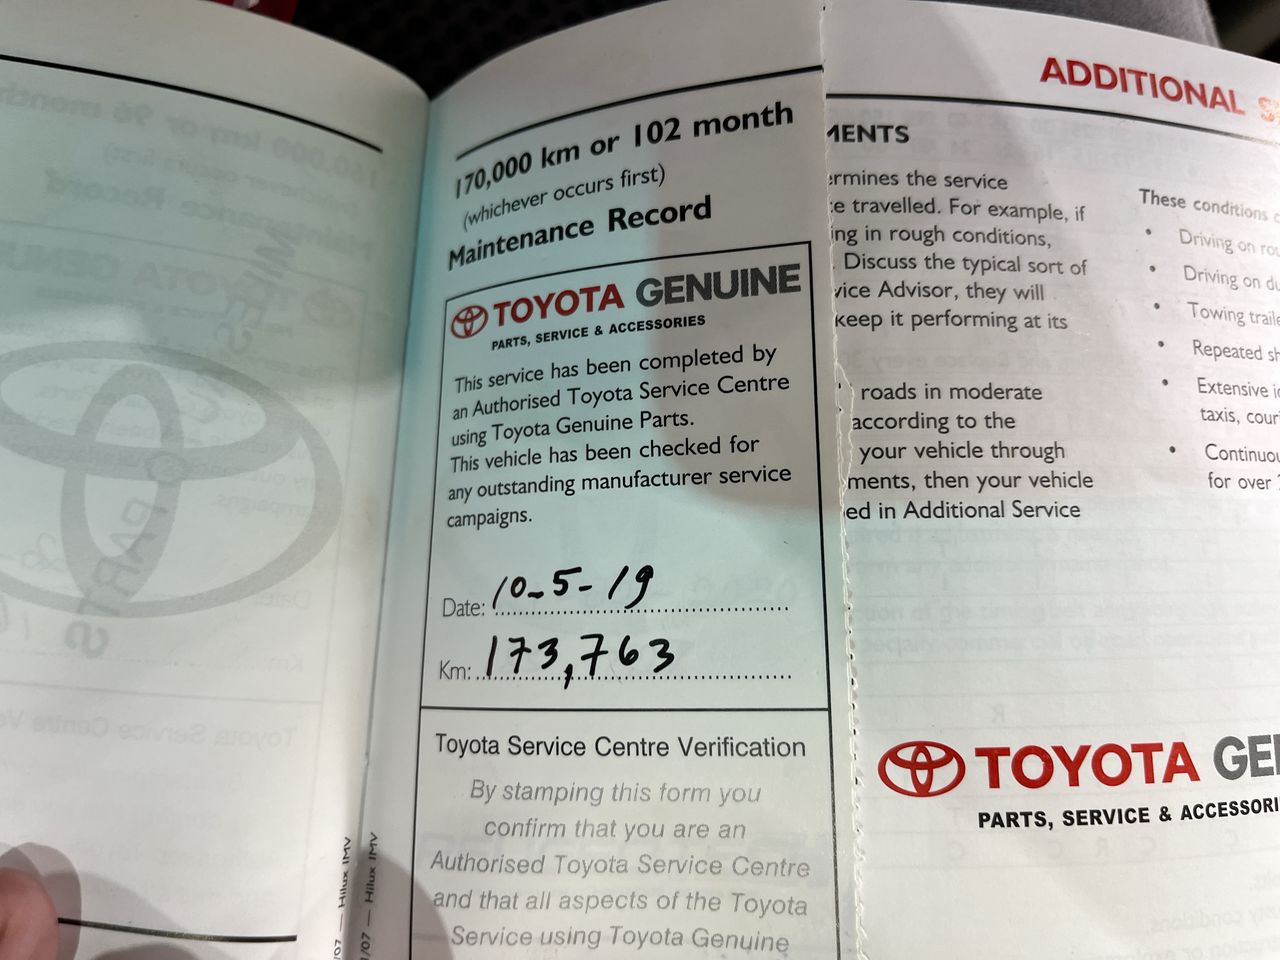 170,000 km or 102 month
(whichever occurs first)
Maintenance Record
TOYOTA GENUINE
PARTS, SERVICE & ACCESSORIES
This service has been completed by
an Authorised Toyota Service Centre
using Toyota Genuine Parts.
This vehicle has been checked for
any outstanding manufacturer service
campaigns.
Date: 10-5-19
Km: 173,763
Toyota Service Centre Verification
By stamping this form you
confirm that you are an
Authorised Toyota Service Centre
and that all aspects of the Toyota
Service using Toyota Genuine
/07 — Hilux IMV
/07 — Hilux IMV
ADDITIONAL
MENTS
ermines the service
e travelled. For example, if
ing in rough conditions,
. Discuss the typical sort of
vice Advisor, they will
keep it performing at its
roads in moderate
according to the
your vehicle through
ments, then your vehicle
ed in Additional Service
These conditions
• Driving on
• Driving on
• Towing
• Repeated
• Extensive
taxis,
•
for over
TOYOTA
PARTS, SERVICE &